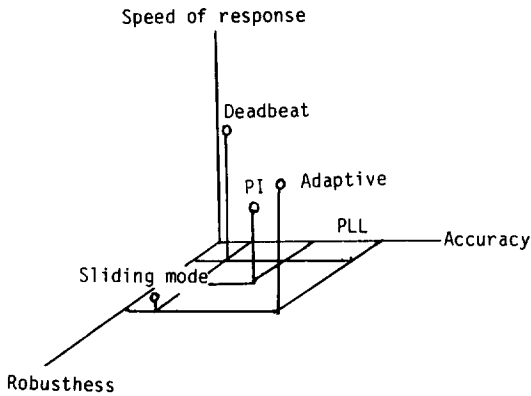 Speed of response
Deadbeat
PI
Adaptive
PLL
Accuracy
Sliding mode
Robusthess